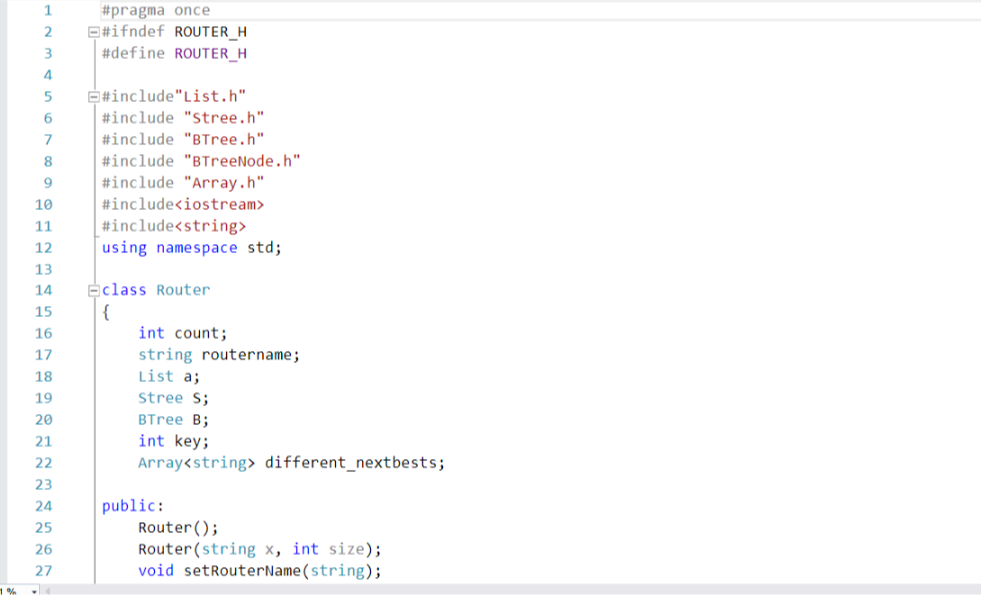 1 #pragma once
2 #ifndef ROUTER_H
3 #define ROUTER_H
4
5 #include"List.h"
6 #include "Stree.h"
7 #include "BTree.h"
8 #include "BTreeNode.h"
9 #include "Array.h"
10 #include<iostream>
11 #include<string>
12 using namespace std;
13
14 class Router
15 {
16 int count;
17 string routername;
18 List a;
19 Stree S;
20 BTree B;
21 int key;
22 Array<string> different_nextbests;
23
24 public:
25 Router();
26 Router(string x, int size);
27 void setRouterName(string);